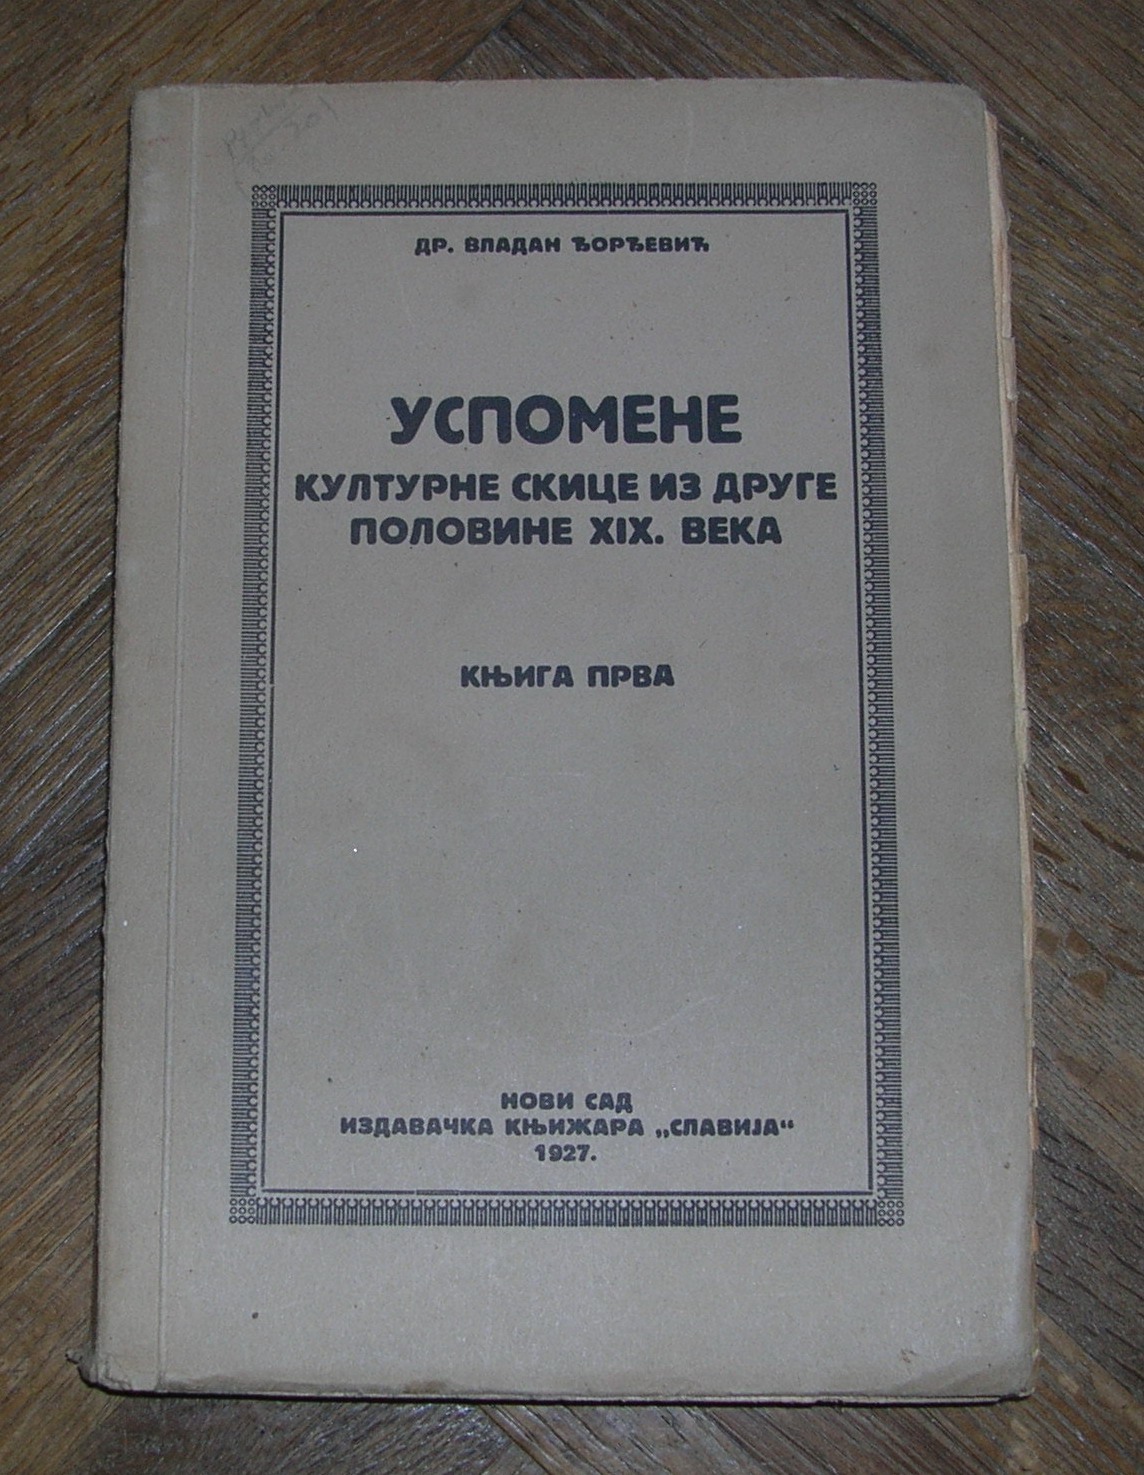 ДР. ВЛАДАН ЂОРЂЕВИЋ
УСПОМЕНЕ
КУЛТУРНЕ СКИЦЕ ИЗ ДРУГЕ
ПОЛОВИНЕ XIX. ВЕКА
КЊИГА ПРВА
НОВИ САД
ИЗДАВАЧКА КЊИЖАРА „СЛАВИЈА“
1927.